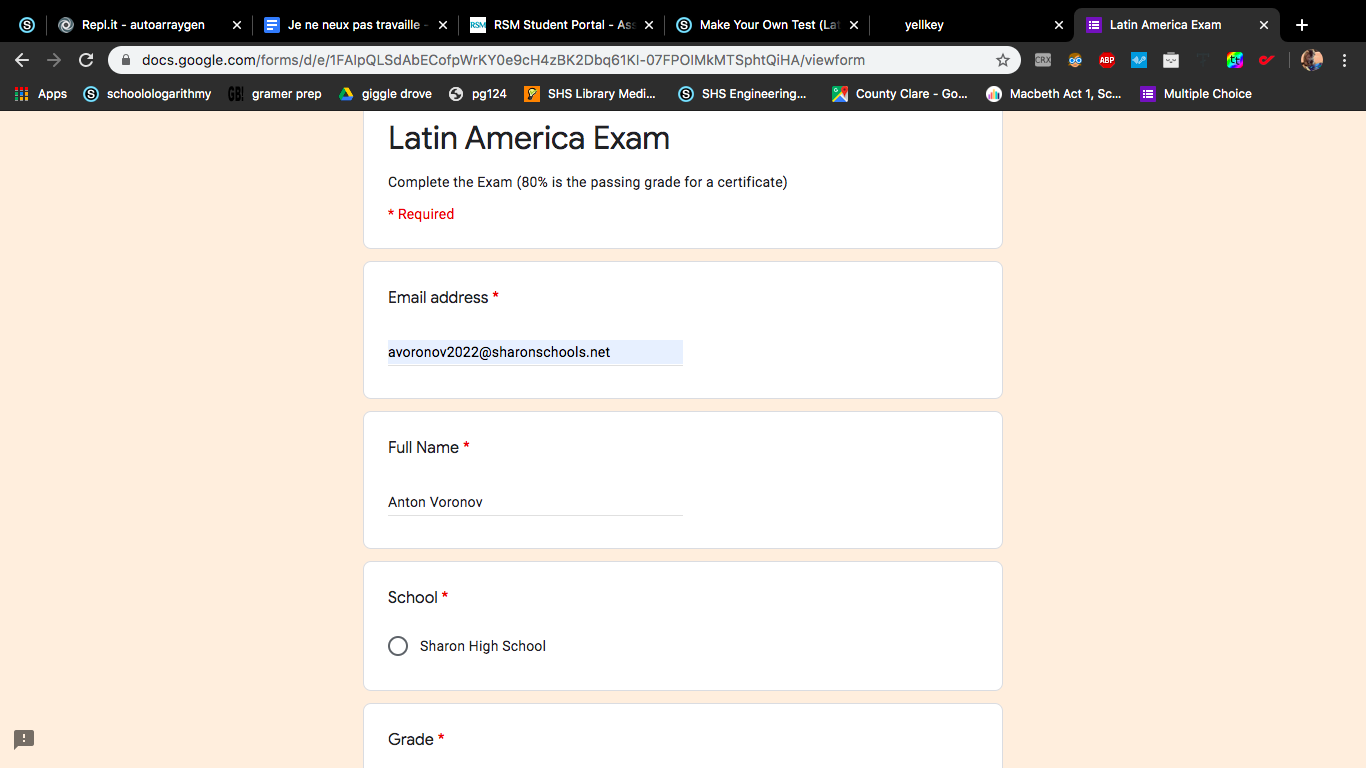 Repl.it - autoarraygen
Je ne neux pas travaille -
RSM Student Portal - Ass
Make Your Own Test (Lat
yellkey
Latin America Exam
docs.google.com/forms/d/e/1FAIpQLSdAbECofpWrKY0e9cH4zBK2Dbq61KI-07FPOIMkMTSphtQiHA/viewform
CRX
ABP
Apps
schoolologarithmy
GB!
gramer prep
giggle drove
pg124
SHS Library Medi...
SHS Engineering...
County Clare - Go...
Macbeth Act 1, Sc...
Multiple Choice
Latin America Exam
Complete the Exam (80% is the passing grade for a certificate)
* Required
Email address *
avoronov2022@sharonschools.net
Full Name *
Anton Voronov
School *
Sharon High School
Grade *